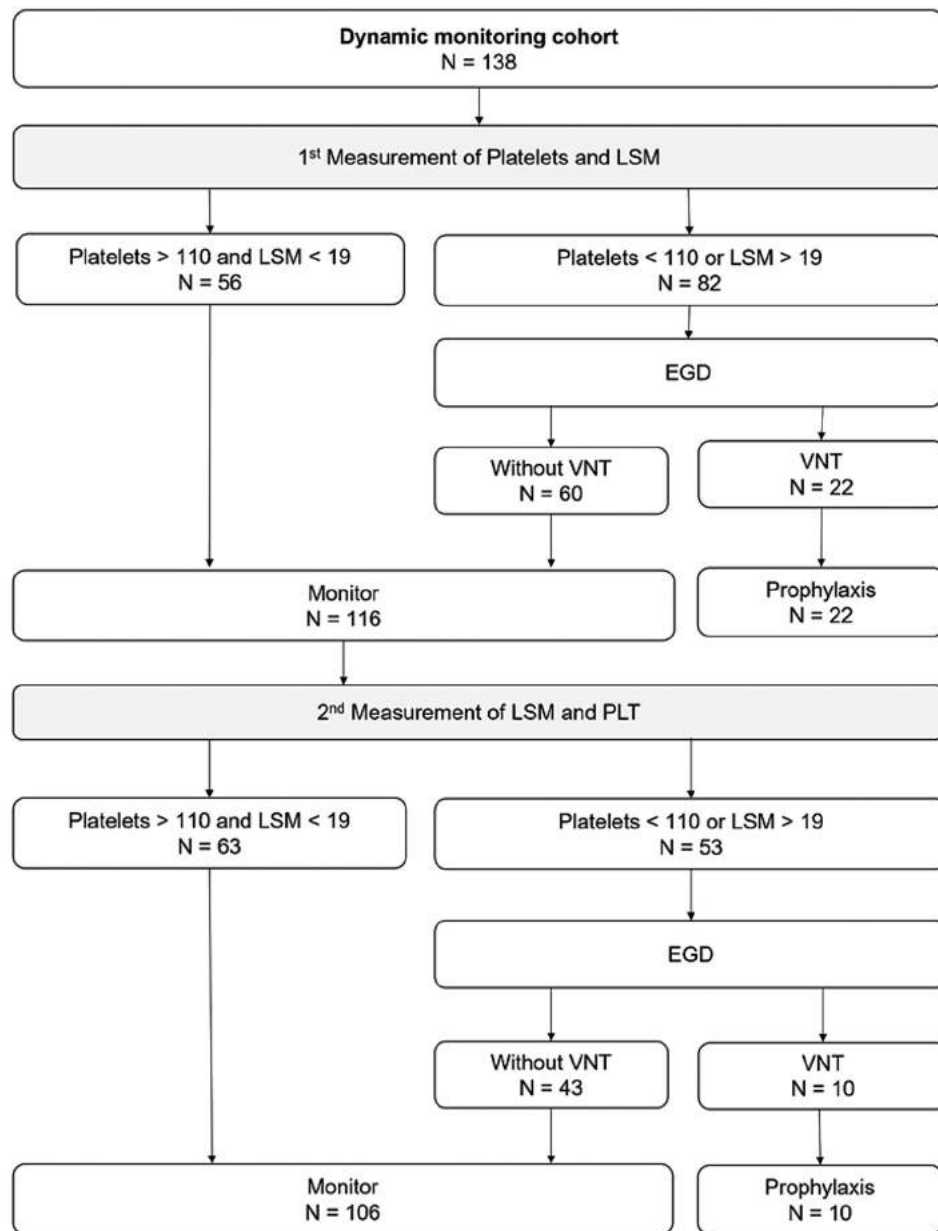 Dynamic monitoring cohort
N = 138
1st Measurement of Platelets and LSM
Platelets > 110 and LSM < 19
N = 56
Platelets < 110 or LSM > 19
N = 82
EGD
Without VNT
N = 60
VNT
N = 22
Monitor
N = 116
Prophylaxis
N = 22
2nd Measurement of LSM and PLT
Platelets > 110 and LSM < 19
N = 63
Platelets < 110 or LSM > 19
N = 53
EGD
Without VNT
N = 43
VNT
N = 10
Monitor
N = 106
Prophylaxis
N = 10